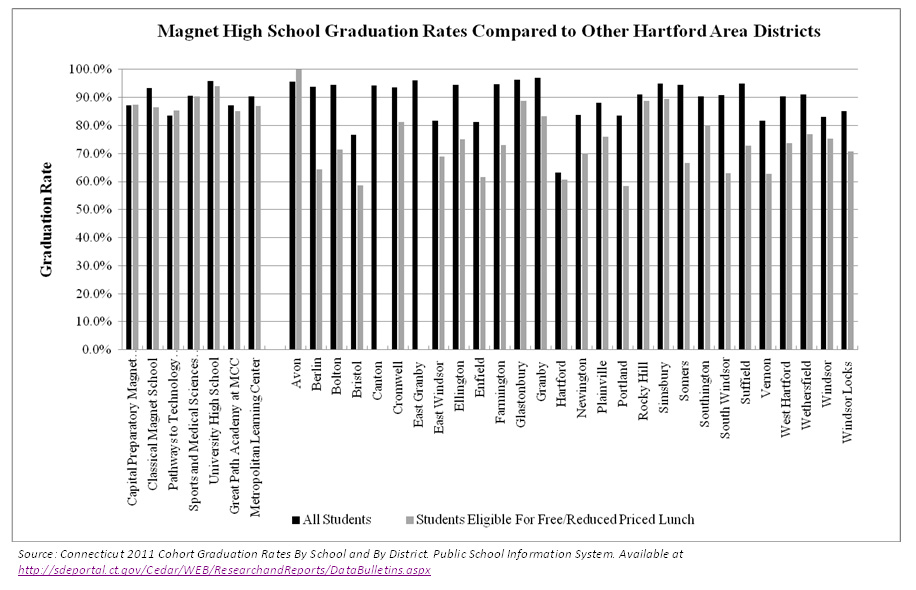 Magnet High School Graduation Rates Compared to Other Hartford Area Districts
Graduation Rate
100.0%
90.0%
80.0%
70.0%
60.0%
50.0%
40.0%
30.0%
20.0%
10.0%
0.0%
Capital Preparatory Magnet…
Classical Magnet School
Pathways to Technology…
Sports and Medical Sciences…
University High School
Great Path Academy at MCC
Metropolitan Learning Center
Avon
Berlin
Bolton
Bristol
Canton
Cromwell
East Granby
East Windsor
Ellington
Enfield
Farmington
Glastonbury
Granby
Hartford
Newington
Plainville
Portland
Rocky Hill
Simsbury
Somers
Southington
South Windsor
Suffield
Vernon
West Hartford
Wethersfield
Windsor
Windsor Locks
All Students
Students Eligible For Free/Reduced Priced Lunch
Source: Connecticut 2011 Cohort Graduation Rates By School and By District. Public School Information System. Available at
http://sdeportal.ct.gov/Cedar/WEB/ResearchandReports/DataBulletins.aspx